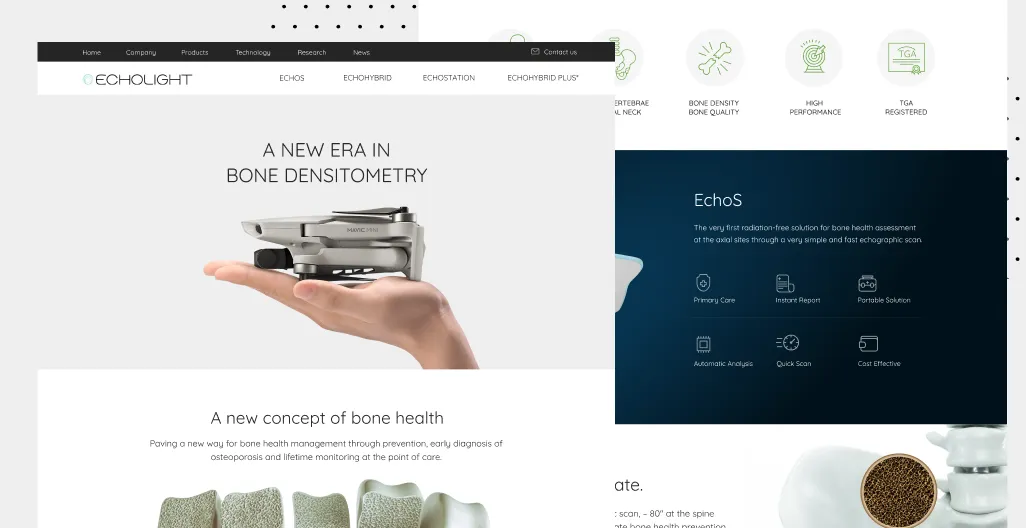 Home Company Products Technology Research News Contact us
ECHOLIGHT ECHOS ECHOHYBRID ECHOSTATION ECHOHYBRID PLUS*
A NEW ERA IN
BONE DENSITOMETRY
MAVIC MINI
A new concept of bone health
Paving a new way for bone health management through prevention, early diagnosis of
osteoporosis and lifetime monitoring at the point of care.
TGA
ERTEBRAE
AL NECK
BONE DENSITY
BONE QUALITY
HIGH
PERFORMANCE
TGA
REGISTERED
EchoS
The very first radiation-free solution for bone health assessment
at the axial sites through a very simple and fast echographic scan.
Primary Care Instant Report Portable Solution
Automatic Analysis Quick Scan Cost Effective
ate.
scan, – 80" at the spine
ate bone health prevention